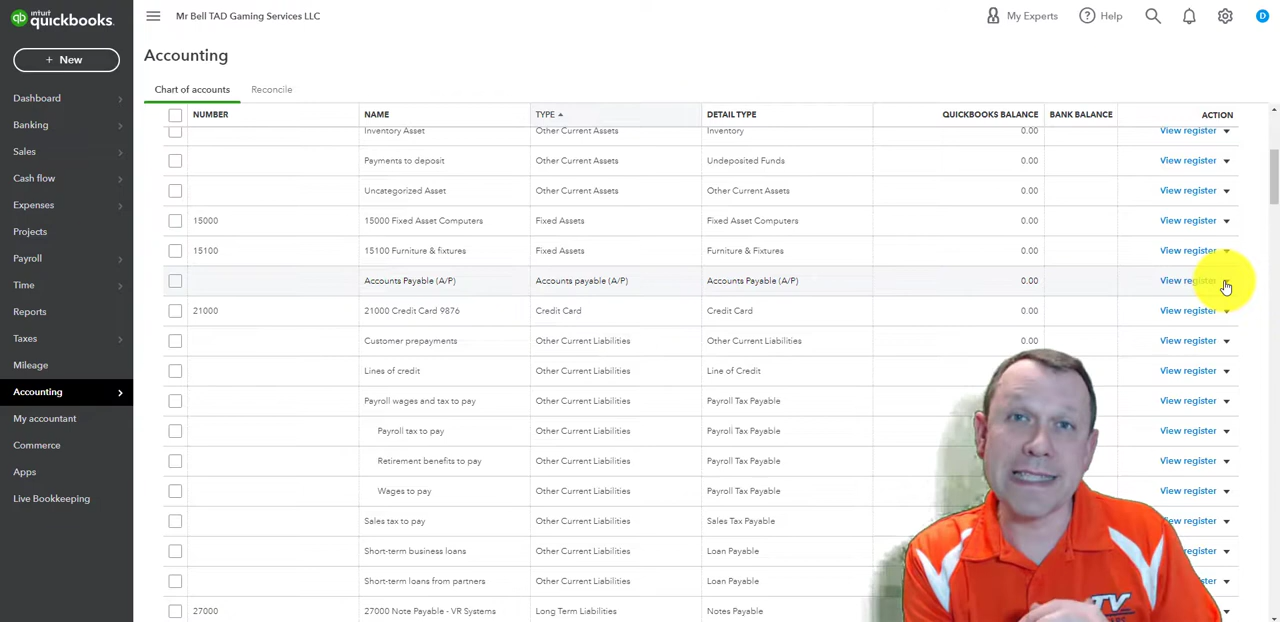 intuit quickbooks.
Mr Bell TAD Gaming Services LLC
My Experts
Help
D
+ New
Dashboard
Banking
Sales
Cash flow
Expenses
Projects
Payroll
Time
Reports
Taxes
Mileage
Accounting
My accountant
Commerce
Apps
Live Bookkeeping
Accounting
Chart of accounts Reconcile
NUMBER NAME TYPE DETAIL TYPE QUICKBOOKS BALANCE BANK BALANCE ACTION
Inventory Asset Other Current Assets Inventory 0.00 View register
Payments to deposit Other Current Assets Undeposited Funds 0.00 View register
Uncategorized Asset Other Current Assets Other Current Assets 0.00 View register
15000 15000 Fixed Asset Computers Fixed Assets Fixed Asset Computers 0.00 View register
15100 15100 Furniture & fixtures Fixed Assets Furniture & Fixtures 0.00 View register
Accounts Payable (A/P) Accounts payable (A/P) Accounts Payable (A/P) 0.00 View register
21000 21000 Credit Card 9876 Credit Card Credit Card 0.00 View register
Customer prepayments Other Current Liabilities Other Current Liabilities 0.00 View register
Lines of credit Other Current Liabilities Line of Credit View register
Payroll wages and tax to pay Other Current Liabilities Payroll Tax Payable View register
Payroll tax to pay Other Current Liabilities Payroll Tax Payable View register
Retirement benefits to pay Other Current Liabilities Payroll Tax Payable View register
Wages to pay Other Current Liabilities Payroll Tax Payable View register
Sales tax to pay Other Current Liabilities Sales Tax Payable register
Short-term business loans Other Current Liabilities Loan Payable register
Short-term loans from partners Other Current Liabilities Loan Payable
27000 27000 Note Payable - VR Systems Long Term Liabilities Notes Payable
TV